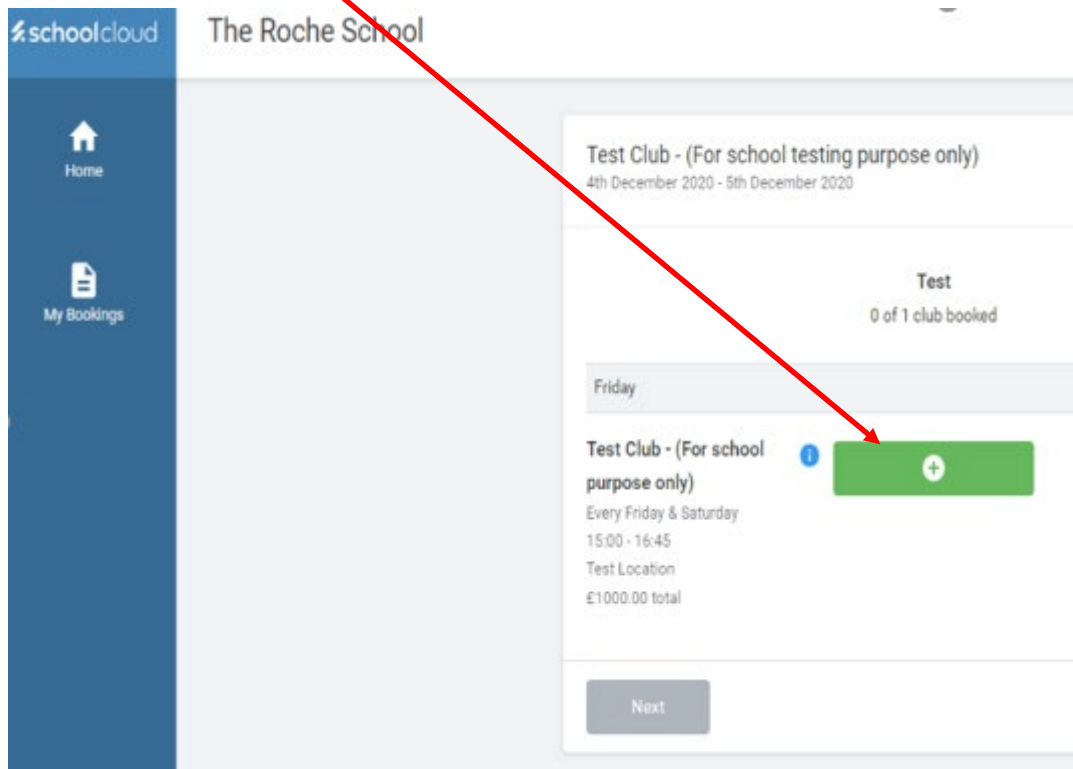 schoolcloud
The Roche School
Home
My Bookings
Test Club - (For school testing purpose only)
4th December 2020 - 5th December 2020
Test
0 of 1 club booked
Friday
Test Club - (For school
purpose only)
Every Friday & Saturday
15:00 - 16:45
Test Location
£1000.00 total
Next